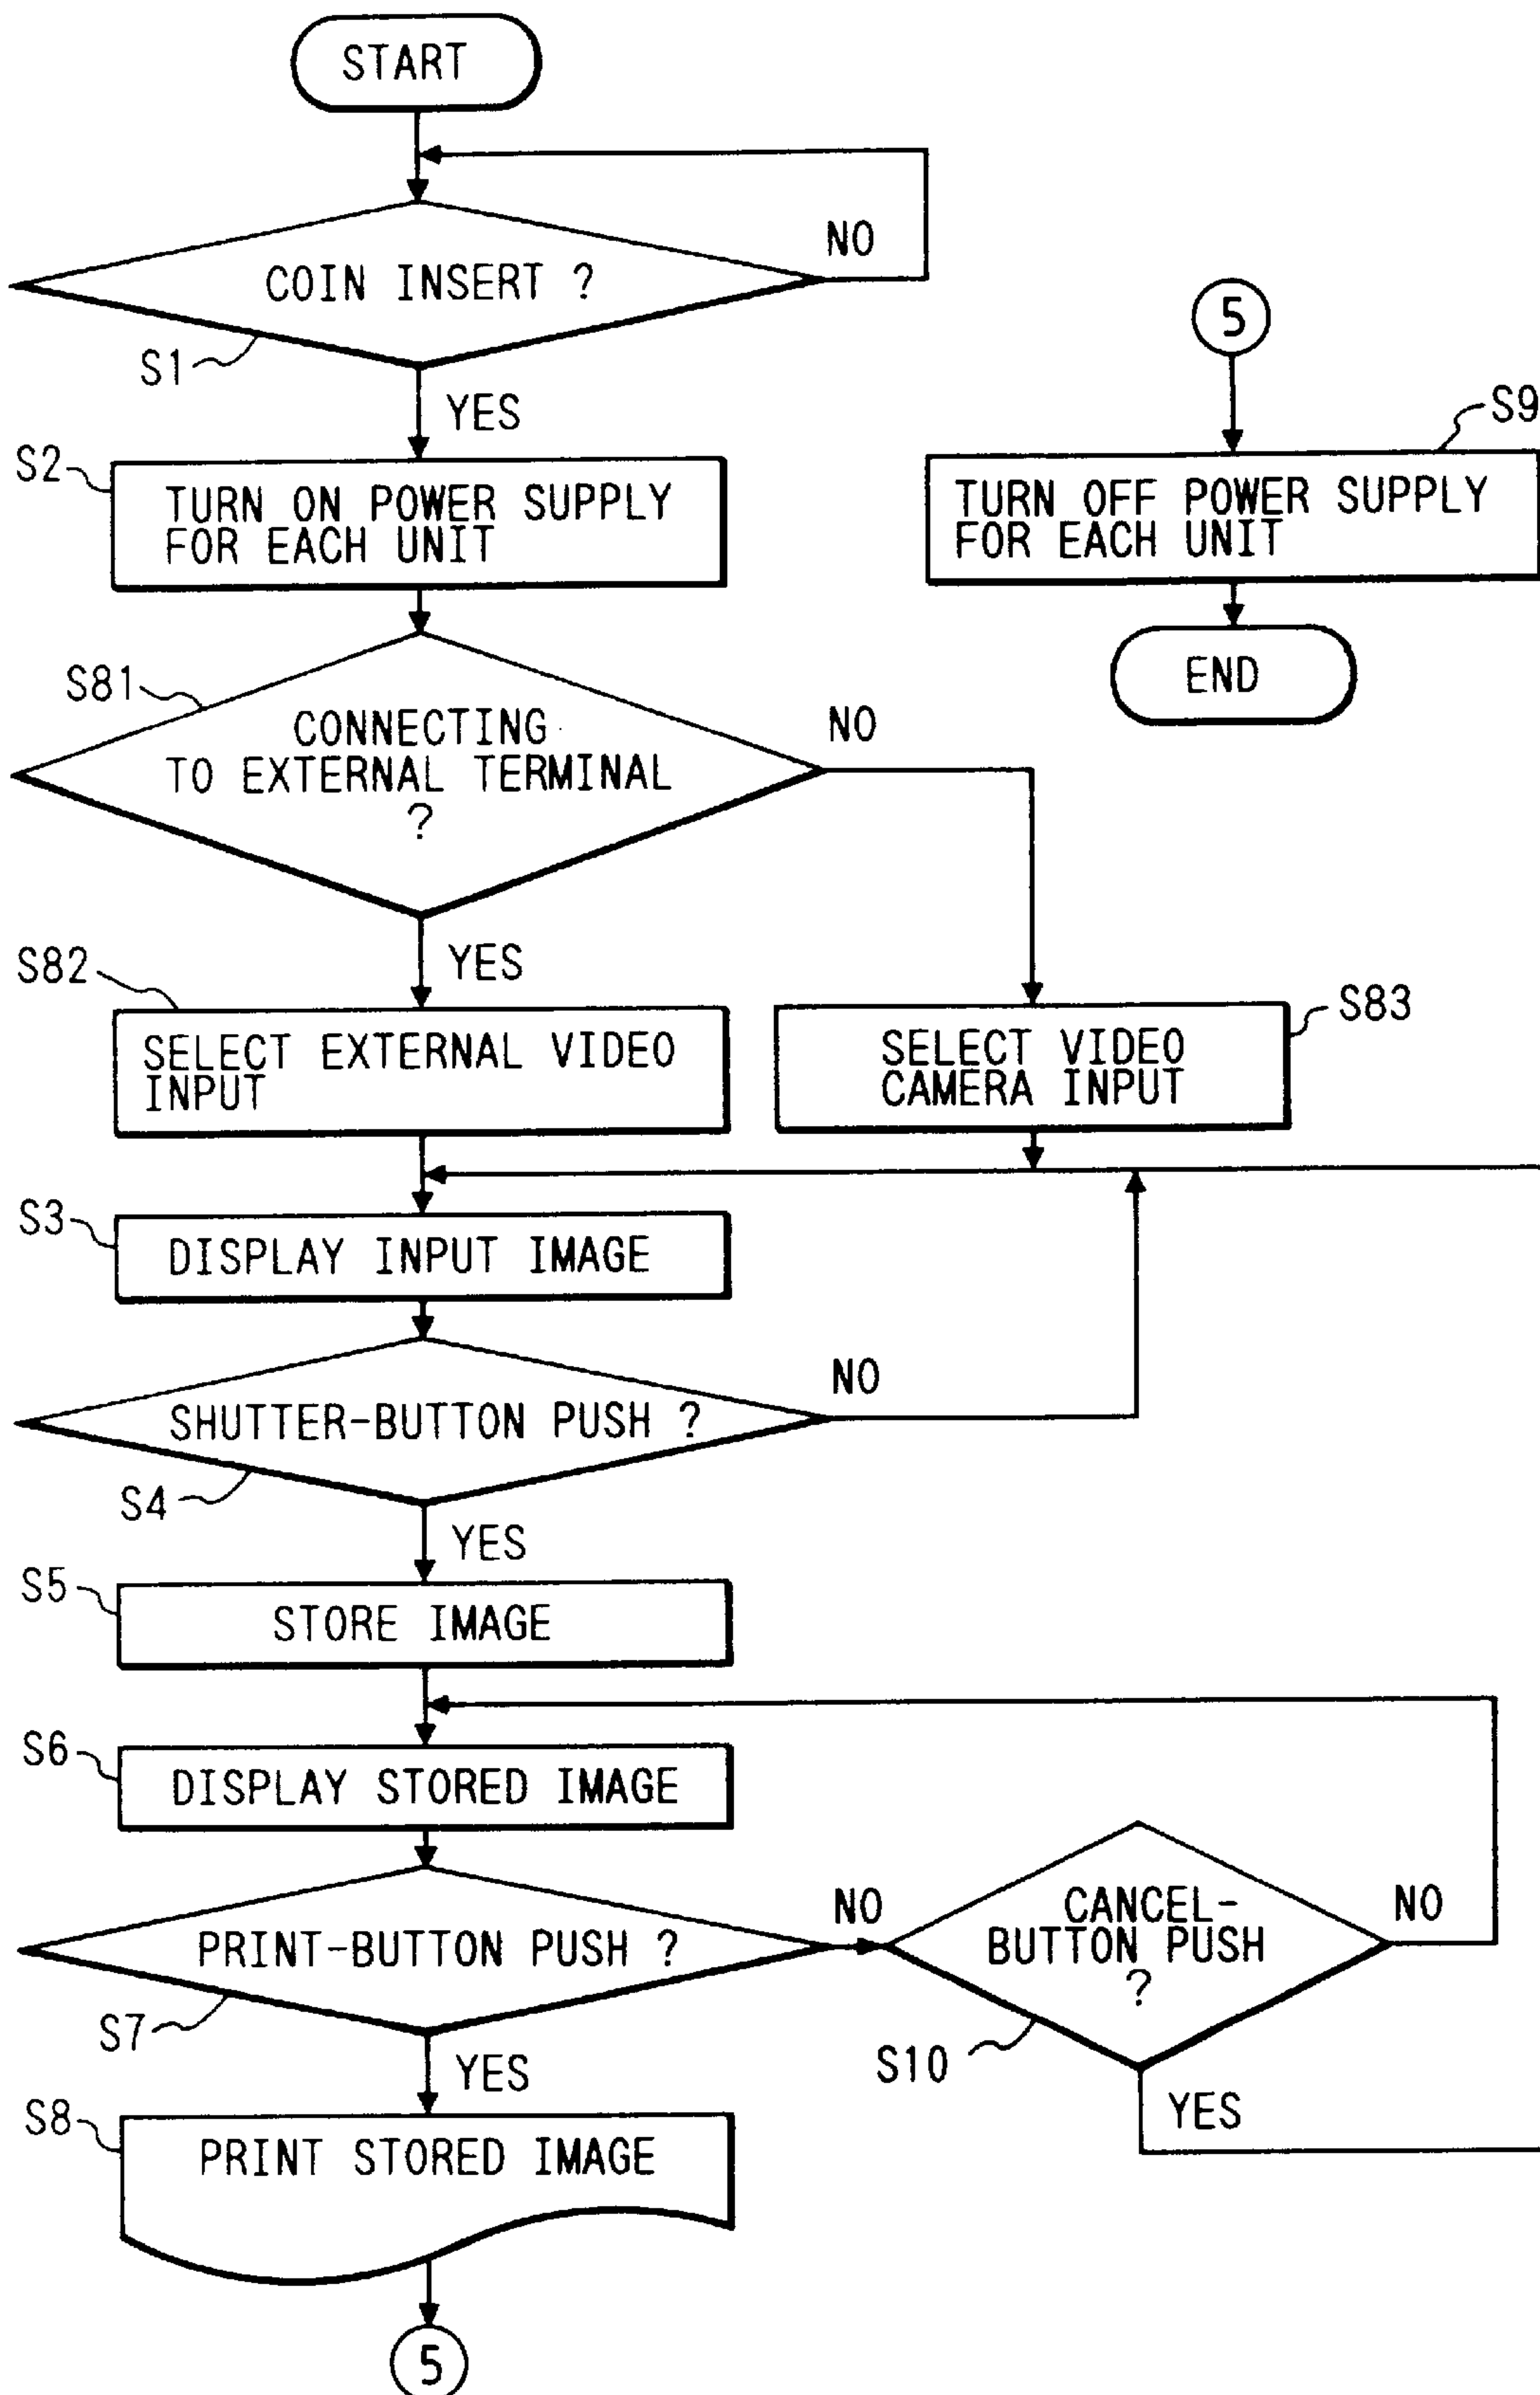 START
COIN INSERT ?
NO
S1
YES
S2
TURN ON POWER SUPPLY
FOR EACH UNIT
S81
CONNECTING
TO EXTERNAL TERMINAL
?
NO
YES
S82
SELECT EXTERNAL VIDEO
INPUT
SELECT VIDEO
CAMERA INPUT
S83
S3
DISPLAY INPUT IMAGE
SHUTTER-BUTTON PUSH ?
NO
S4
YES
S5
STORE IMAGE
S6
DISPLAY STORED IMAGE
PRINT-BUTTON PUSH ?
NO
S7
CANCEL-
BUTTON PUSH
?
NO
S10
YES
YES
S8
PRINT STORED IMAGE
5
5
S9
TURN OFF POWER SUPPLY
FOR EACH UNIT
END